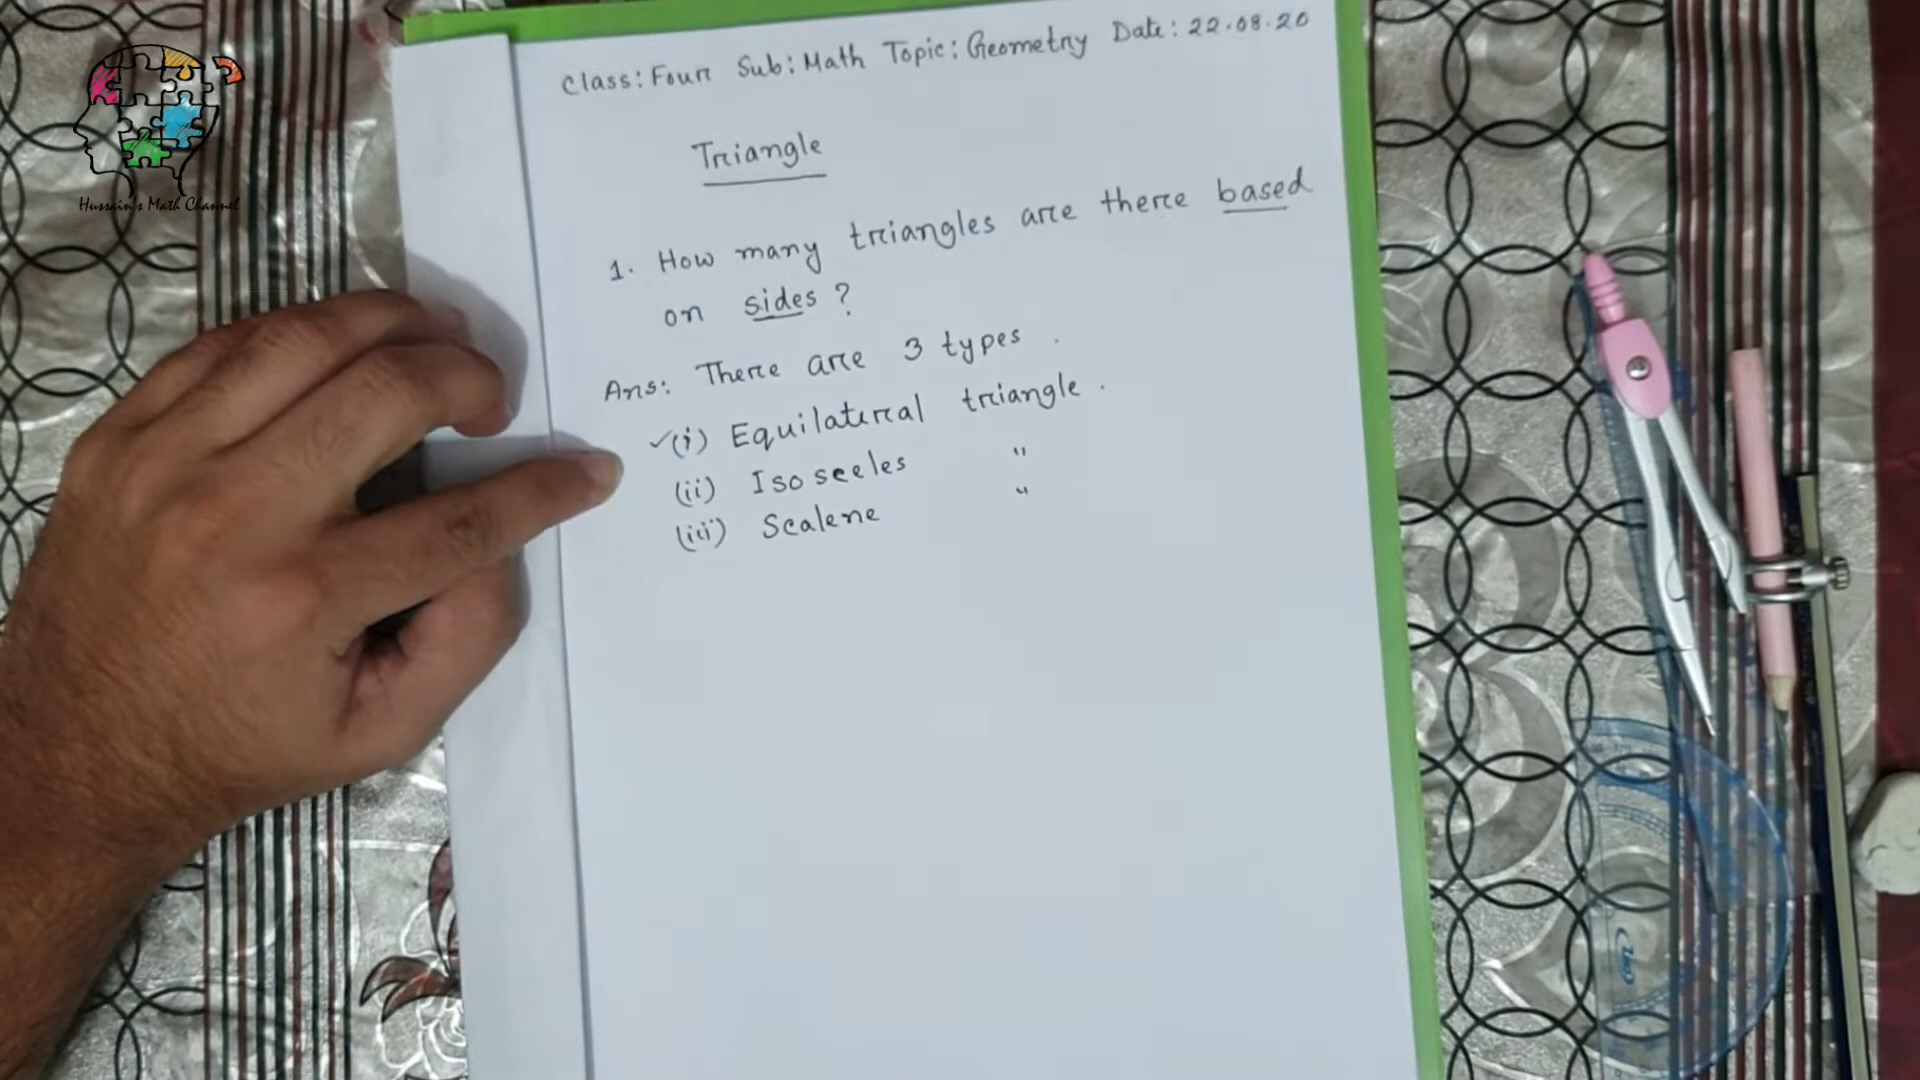 Hussain's Math Channel
Class: Four Sub: Math Topic: Geometry Date: 22.08.20
Triangle
1. How many triangles are there based
on sides?
Ans: There are 3 types.
✓(i) Equilateral triangle.
(ii) Isosceles "
(iii) Scalene "